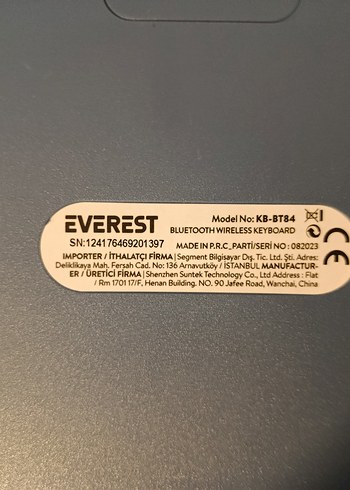 EVEREST
Model No: KB-BT84
BLUETOOTH WIRELESS KEYBOARD
SN:124176469201397
MADE IN P.R.C_PARTI/SERI NO : 082023
IMPORTER / İTHALATÇI FİRMA | Segment Bilgisayar Dış. Tic. Ltd. Şti. Adres:
Deliklikaya Mah. Fersah Cad. No: 136 Arnavutköy / İSTANBUL MANUFACTUR-
ER / ÜRETİCİ FİRMA | Shenzhen Suntek Technology Co., Ltd Address : Flat
/ Rm 1701 17/F, Henan Building. NO. 90 Jafee Road, Wanchai, China
CE